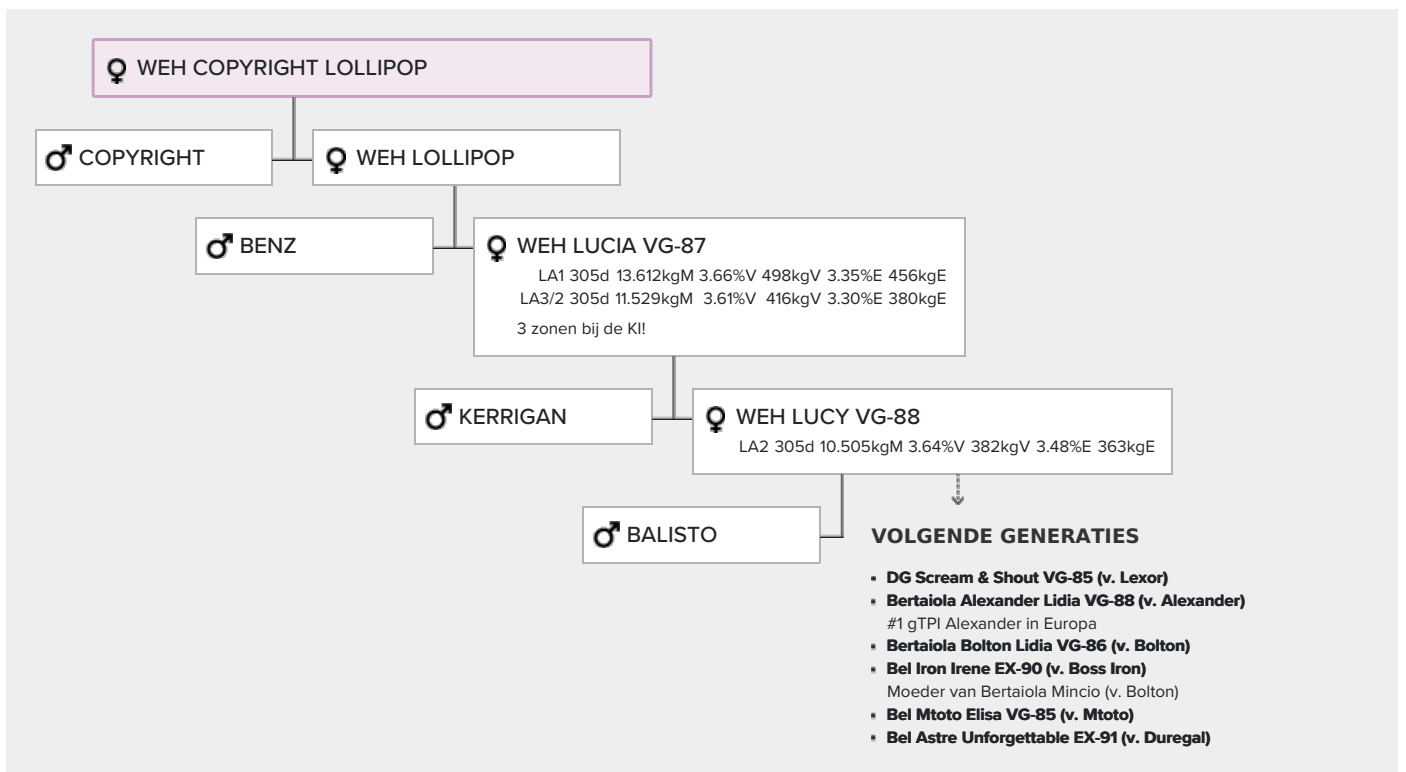 ♀ WEH COPYRIGHT LOLLIPOP
♂ COPYRIGHT
♀ WEH LOLLIPOP
♂ BENZ
♀ WEH LUCIA VG-87
LA1 305d 13.612kgM 3.66%V 498kgV 3.35%E 456kgE
LA3/2 305d 11.529kgM 3.61%V 416kgV 3.30%E 380kgE
3 zonen bij de KI!
♂ KERRIGAN
♀ WEH LUCY VG-88
LA2 305d 10.505kgM 3.64%V 382kgV 3.48%E 363kgE
♂ BALISTO
VOLGENDE GENERATIES
• DG Scream & Shout VG-85 (v. Lexor)
• Bertaiola Alexander Lidia VG-88 (v. Alexander)
#1 gTPI Alexander in Europa
• Bertaiola Bolton Lidia VG-86 (v. Bolton)
• Bel Iron Irene EX-90 (v. Boss Iron)
Moeder van Bertaiola Mincio (v. Bolton)
• Bel Mtoto Elisa VG-85 (v. Mtoto)
• Bel Astre Unforgettable EX-91 (v. Duregal)